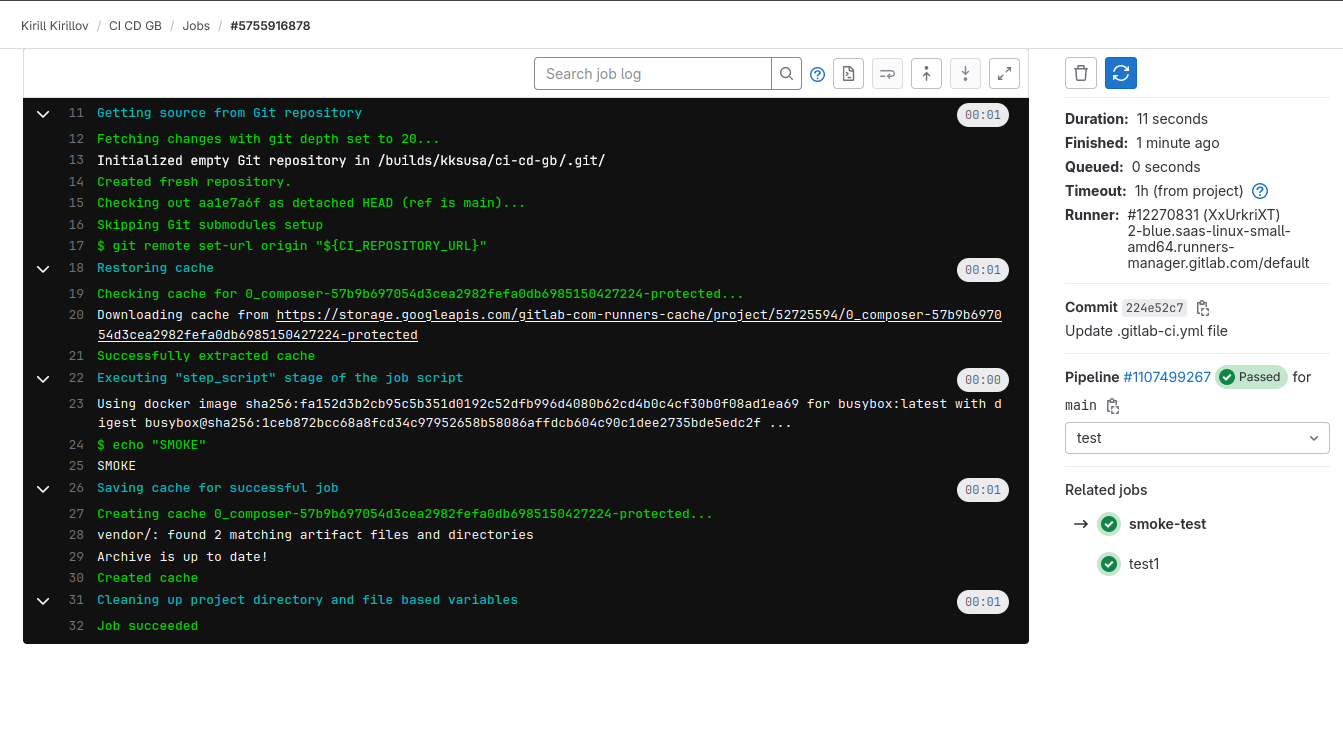 Kirill Kirillov / CI CD GB / Jobs / #5755916878
Search job log
11 Getting source from Git repository 00:01
12 Fetching changes with git depth set to 20...
13 Initialized empty Git repository in /builds/kksusa/ci-cd-gb/.git/
14 Created fresh repository.
15 Checking out aa1e7a6f as detached HEAD (ref is main)...
16 Skipping Git submodules setup
17 $ git remote set-url origin "${CI_REPOSITORY_URL}"
18 Restoring cache 00:01
19 Checking cache for 0_composer-57b9b697054d3cea2982fefa0db6985150427224-protected...
20 Downloading cache from https://storage.googleapis.com/gitlab-com-runners-cache/project/52725594/0_composer-57b9b6970
54d3cea2982fefa0db6985150427224-protected
21 Successfully extracted cache
22 Executing "step_script" stage of the job script 00:00
23 Using docker image sha256:fa152d3b2cb95c5b351d0192c52dfb996d4080b62cd4b0c4cf30b0f08ad1ea69 for busybox:latest with d
igest busybox@sha256:1ceb872bcc68a8fcd34c97952658b58086affdcb604c90c1dee2735bde5edc2f ...
24 $ echo "SMOKE"
25 SMOKE
26 Saving cache for successful job 00:01
27 Creating cache 0_composer-57b9b697054d3cea2982fefa0db6985150427224-protected...
28 vendor/: found 2 matching artifact files and directories
29 Archive is up to date!
30 Created cache
31 Cleaning up project directory and file based variables 00:01
32 Job succeeded
Duration: 11 seconds
Finished: 1 minute ago
Queued: 0 seconds
Timeout: 1h (from project)
Runner: #12270831 (XxUrkriXT)
2-blue.saas-linux-small-
amd64.runners-
manager.gitlab.com/default
Commit 224e52c7
Update .gitlab-ci.yml file
Pipeline #1107499267 Passed for
main
test
Related jobs
smoke-test
test1